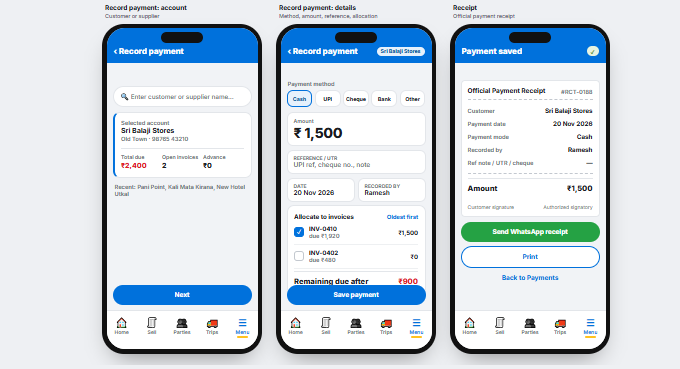 Record payment: account
Customer or supplier
‹ Record payment
Enter customer or supplier name...
Selected account
Sri Balaji Stores
Old Town · 98765 43210
Total due
Open invoices
Advance
₹2,400
2
₹0
Recent: Pani Point, Kali Mata Kirana, New Hotel
Utkal
Next
Home
Sell
Parties
Trips
Menu
Record payment: details
Method, amount, reference, allocation
‹ Record payment
Sri Balaji Stores
Payment method
Cash
UPI
Cheque
Bank
Other
Amount
₹ 1,500
REFERENCE / UTR
UPI ref, cheque no., note
DATE
20 Nov 2026
RECORDED BY
Ramesh
Allocate to invoices
Oldest first
INV-0410
due ₹1,920
₹1,500
INV-0402
due ₹480
₹0
Remaining due after
₹900
Save payment
Home
Sell
Parties
Trips
Menu
Receipt
Official payment receipt
Payment saved
✓
Official Payment Receipt
#RCT-0188
Customer
Sri Balaji Stores
Payment date
20 Nov 2026
Payment mode
Cash
Recorded by
Ramesh
Ref note / UTR / cheque
—
Amount
₹1,500
Customer signature
Authorized signatory
Send WhatsApp receipt
Print
Back to Payments
Home
Sell
Parties
Trips
Menu